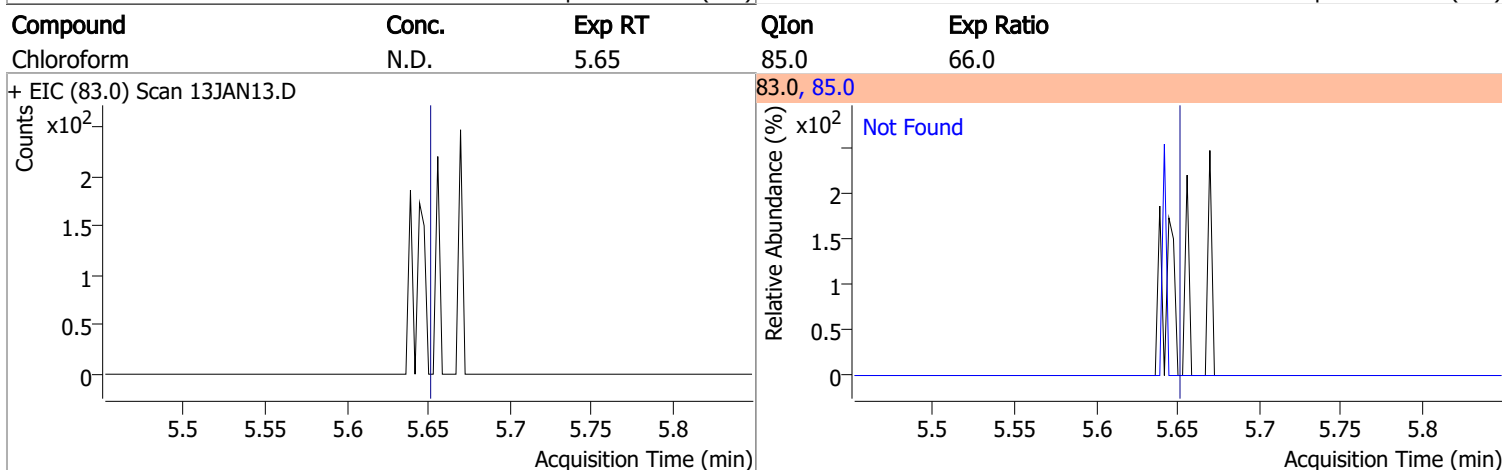 Compound Conc. Exp RT QIon Exp Ratio
Chloroform N.D. 5.65 85.0 66.0
+ EIC (83.0) Scan 13JAN13.D
Counts
x102
2
1.5
1
0.5
0
5.5 5.55 5.6 5.65 5.7 5.75 5.8
Acquisition Time (min)
83.0, 85.0
Relative Abundance (%)
x102
Not Found
2
1.5
1
0.5
0
5.5 5.55 5.6 5.65 5.7 5.75 5.8
Acquisition Time (min)